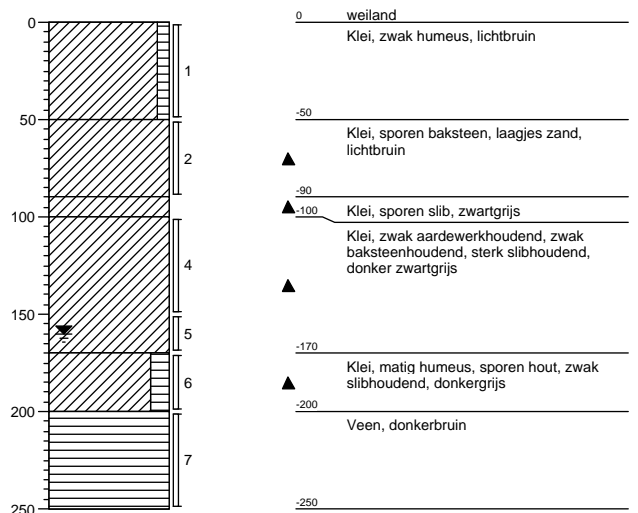 0
50
100
150
200
250
1
2
4
5
6
7
0 weiland
Klei, zwak humeus, lichtbruin
-50
Klei, sporen baksteen, laagjes zand,
lichtbruin
-90
Klei, sporen slib, zwartgrijs
-100
Klei, zwak aardewerkhoudend, zwak
baksteenhoudend, sterk slibhoudend,
donker zwartgrijs
-170
Klei, matig humeus, sporen hout, zwak
slibhoudend, donkergrijs
-200
Veen, donkerbruin
-250